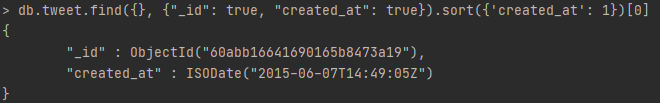 > db.tweet.find({}, {"_id": true, "created_at": true}).sort({'created_at': 1})[0]
{
        "_id" : ObjectId("60abb16641690165b8473a19"),
        "created_at" : ISODate("2015-06-07T14:49:05Z")
}